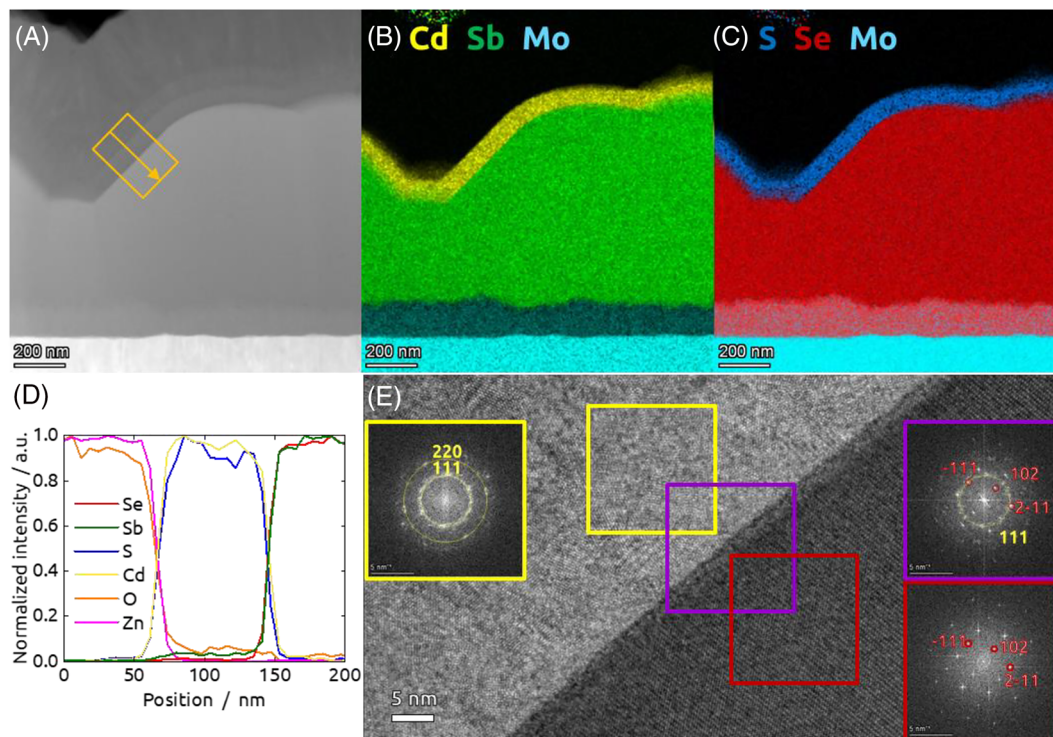 (A)
200 nm
(B) Cd Sb Mo
200 nm
(C) S Se Mo
200 nm
(D)
Normalized intensity / a.u.
1.0
0.8
0.6
0.4
0.2
0.0
Se
Sb
S
Cd
O
Zn
0 50 100 150 200
Position / nm
(E)
220
111
5 nm⁻¹
5 nm
-111
102
2-11
111
5 nm⁻¹
-111
102
2-11
5 nm⁻¹